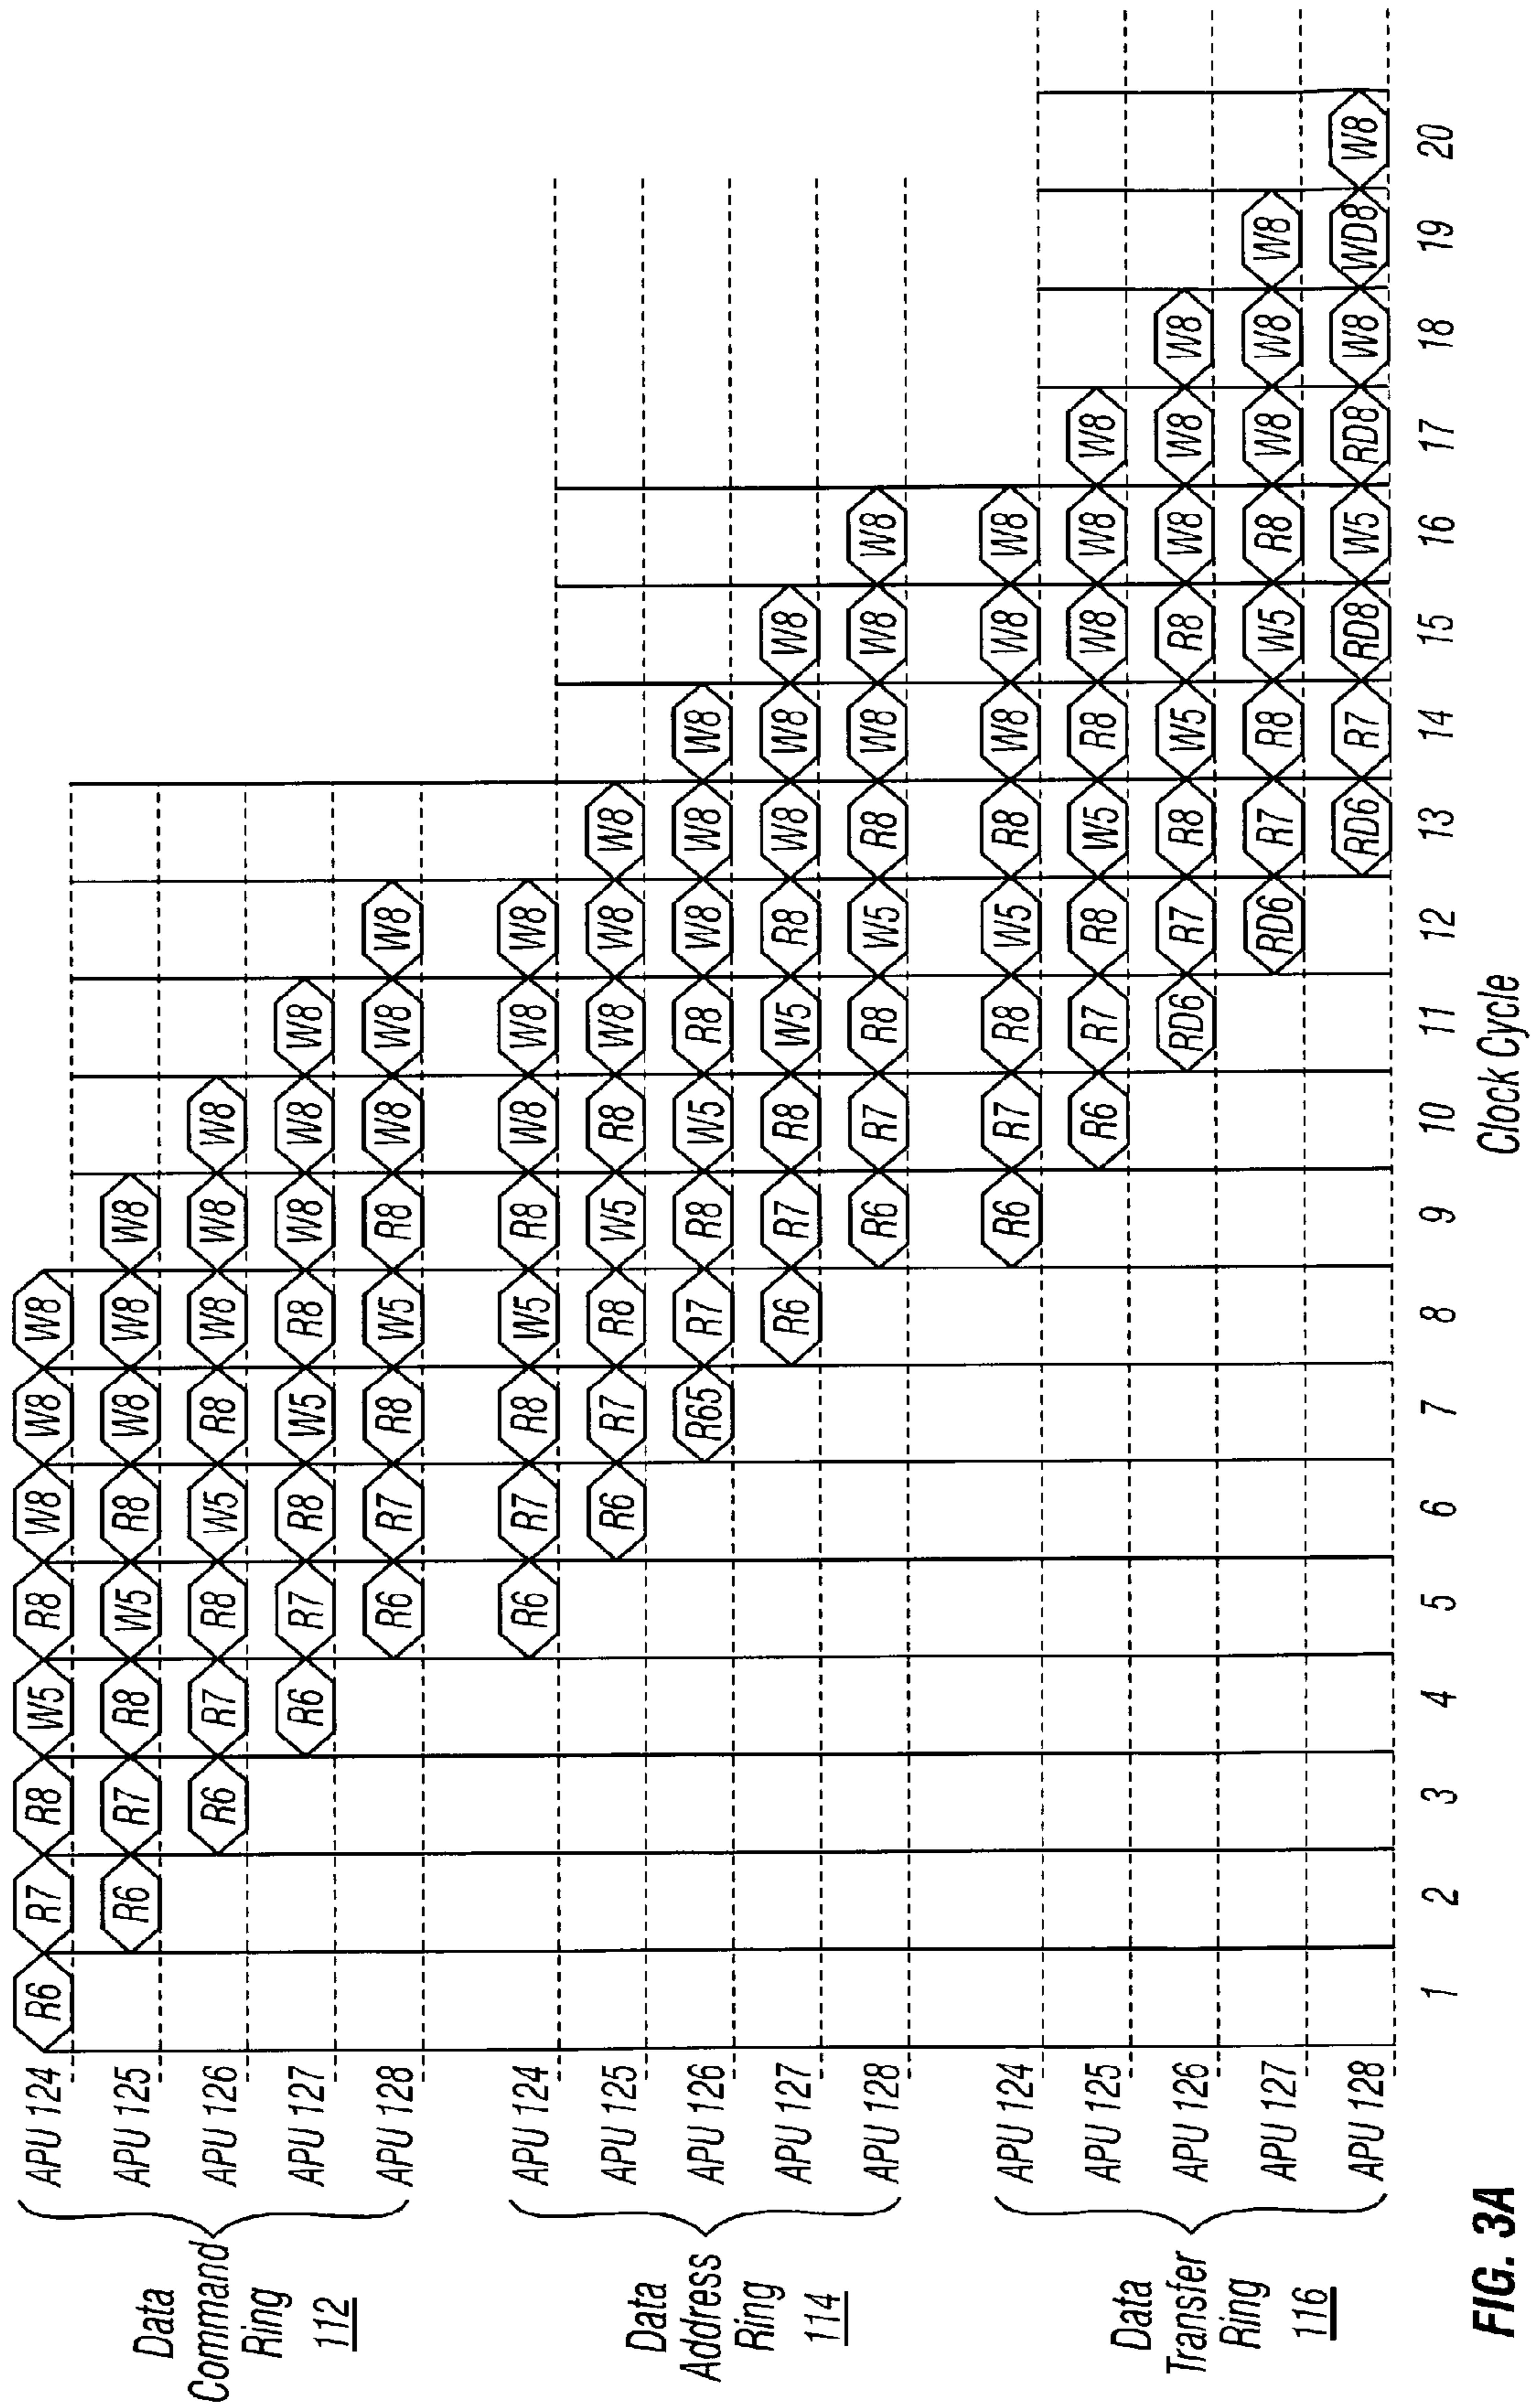 Data
Command
Ring
112
APU 124 R6 R7 R8 W5 R8 W8 W8 W8
APU 125 R6 R7 R8 W5 R8 W8 W8 W8
APU 126 R6 R7 R8 W5 R8 W8 W8 W8
APU 127 R6 R7 R8 W5 R8 W8 W8 W8
APU 128 R6 R7 R8 W5 R8 W8 W8 W8
Data
Address
Ring
114
APU 124 R6 R7 R8 W5 R8 W8 W8 W8
APU 125 R6 R7 R8 W5 R8 W8 W8 W8
APU 126 R65 R7 R8 W5 R8 W8 W8 W8
APU 127 R6 R7 R8 W5 R8 W8 W8 W8
APU 128 R6 R7 R8 W5 R8 W8 W8 W8
Data
Transfer
Ring
116
APU 124 R6 R7 R8 W5 R8 W8 W8 W8
APU 125 R6 R7 R8 W5 R8 W8 W8 W8
APU 126 RD6 R7 R8 W5 R8 W8 W8 W8
APU 127 RD6 R7 R8 W5 R8 W8 W8 W8
APU 128 RD6 R7 RD8 W5 RD8 W8 WD8 W8
1 2 3 4 5 6 7 8 9 10 11 12 13 14 15 16 17 18 19 20
Clock Cycle
FIG. 3A